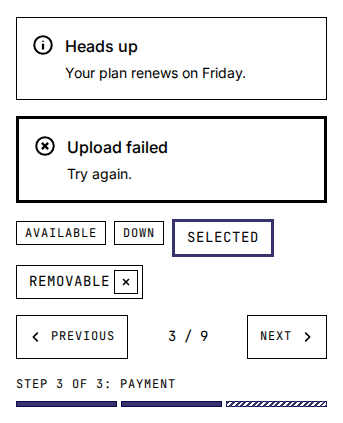 Heads up
Your plan renews on Friday.
Upload failed
Try again.
AVAILABLE DOWN SELECTED
REMOVABLE
PREVIOUS 3 / 9 NEXT
STEP 3 OF 3: PAYMENT